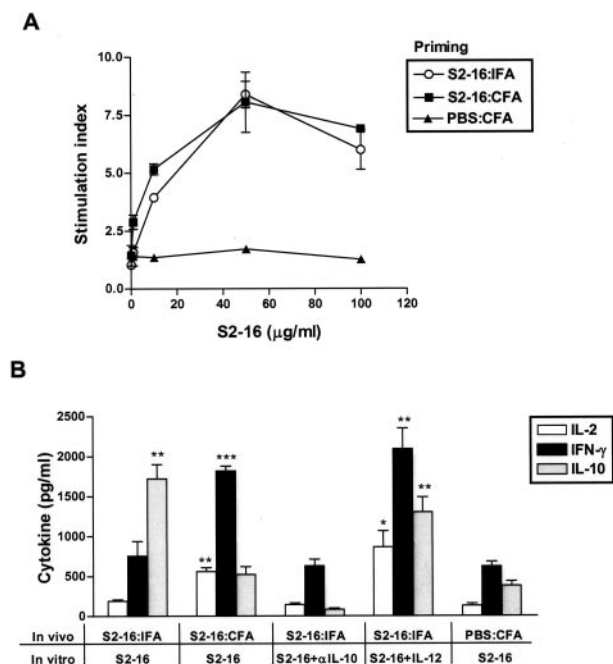 A
Priming
S2-16:IFA
S2-16:CFA
PBS:CFA
Stimulation index
10.0
7.5
5.0
2.5
0.0
0 20 40 60 80 100 120
S2-16 (µg/ml)
B
IL-2
IFN-γ
IL-10
Cytokine (pg/ml)
2500
2000
1500
1000
500
0
** ** *** * ** **
In vivo S2-16:IFA S2-16:CFA S2-16:IFA S2-16:IFA PBS:CFA
In vitro S2-16 S2-16 S2-16+αIL-10 S2-16+IL-12 S2-16